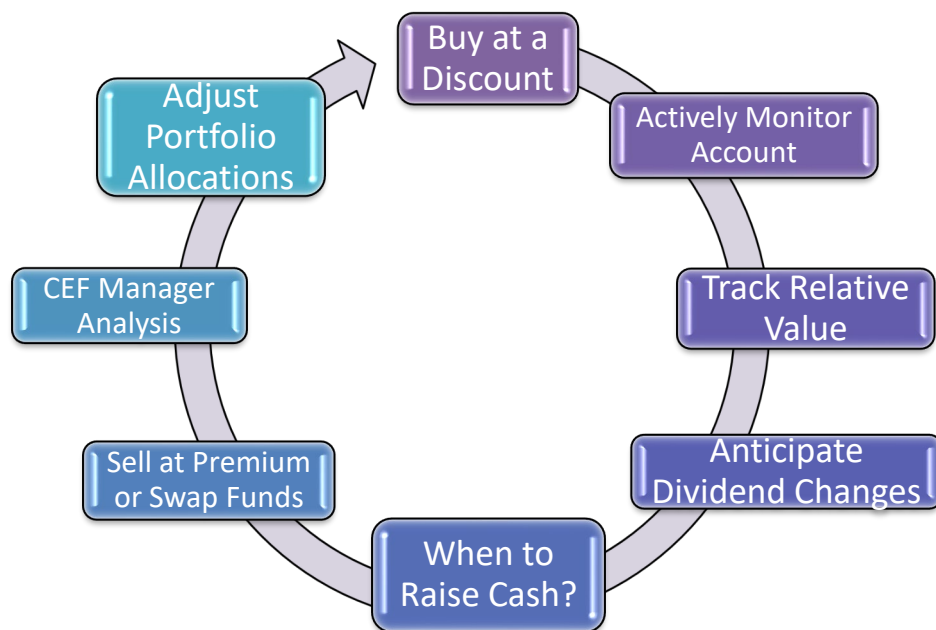 Buy at a
Discount
Actively Monitor
Account
Track Relative
Value
Anticipate
Dividend Changes
When to
Raise Cash?
Sell at Premium
or Swap Funds
CEF Manager
Analysis
Adjust
Portfolio
Allocations